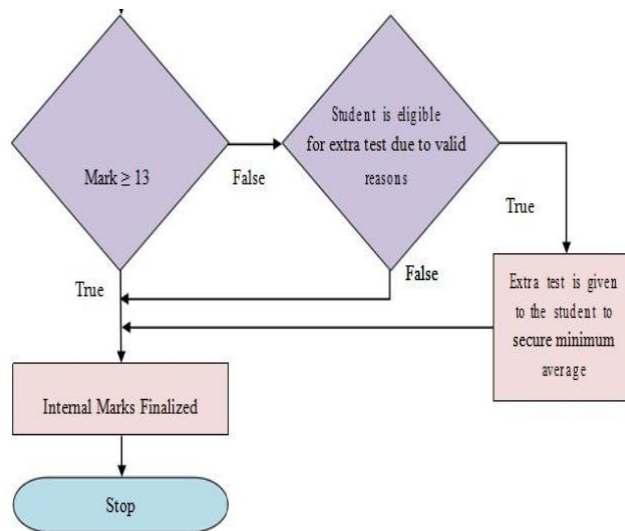 Mark ≥ 13
False
Student is eligible
for extra test due to valid
reasons
True
True
False
Extra test is given
to the student to
secure minimum
average
Internal Marks Finalized
Stop